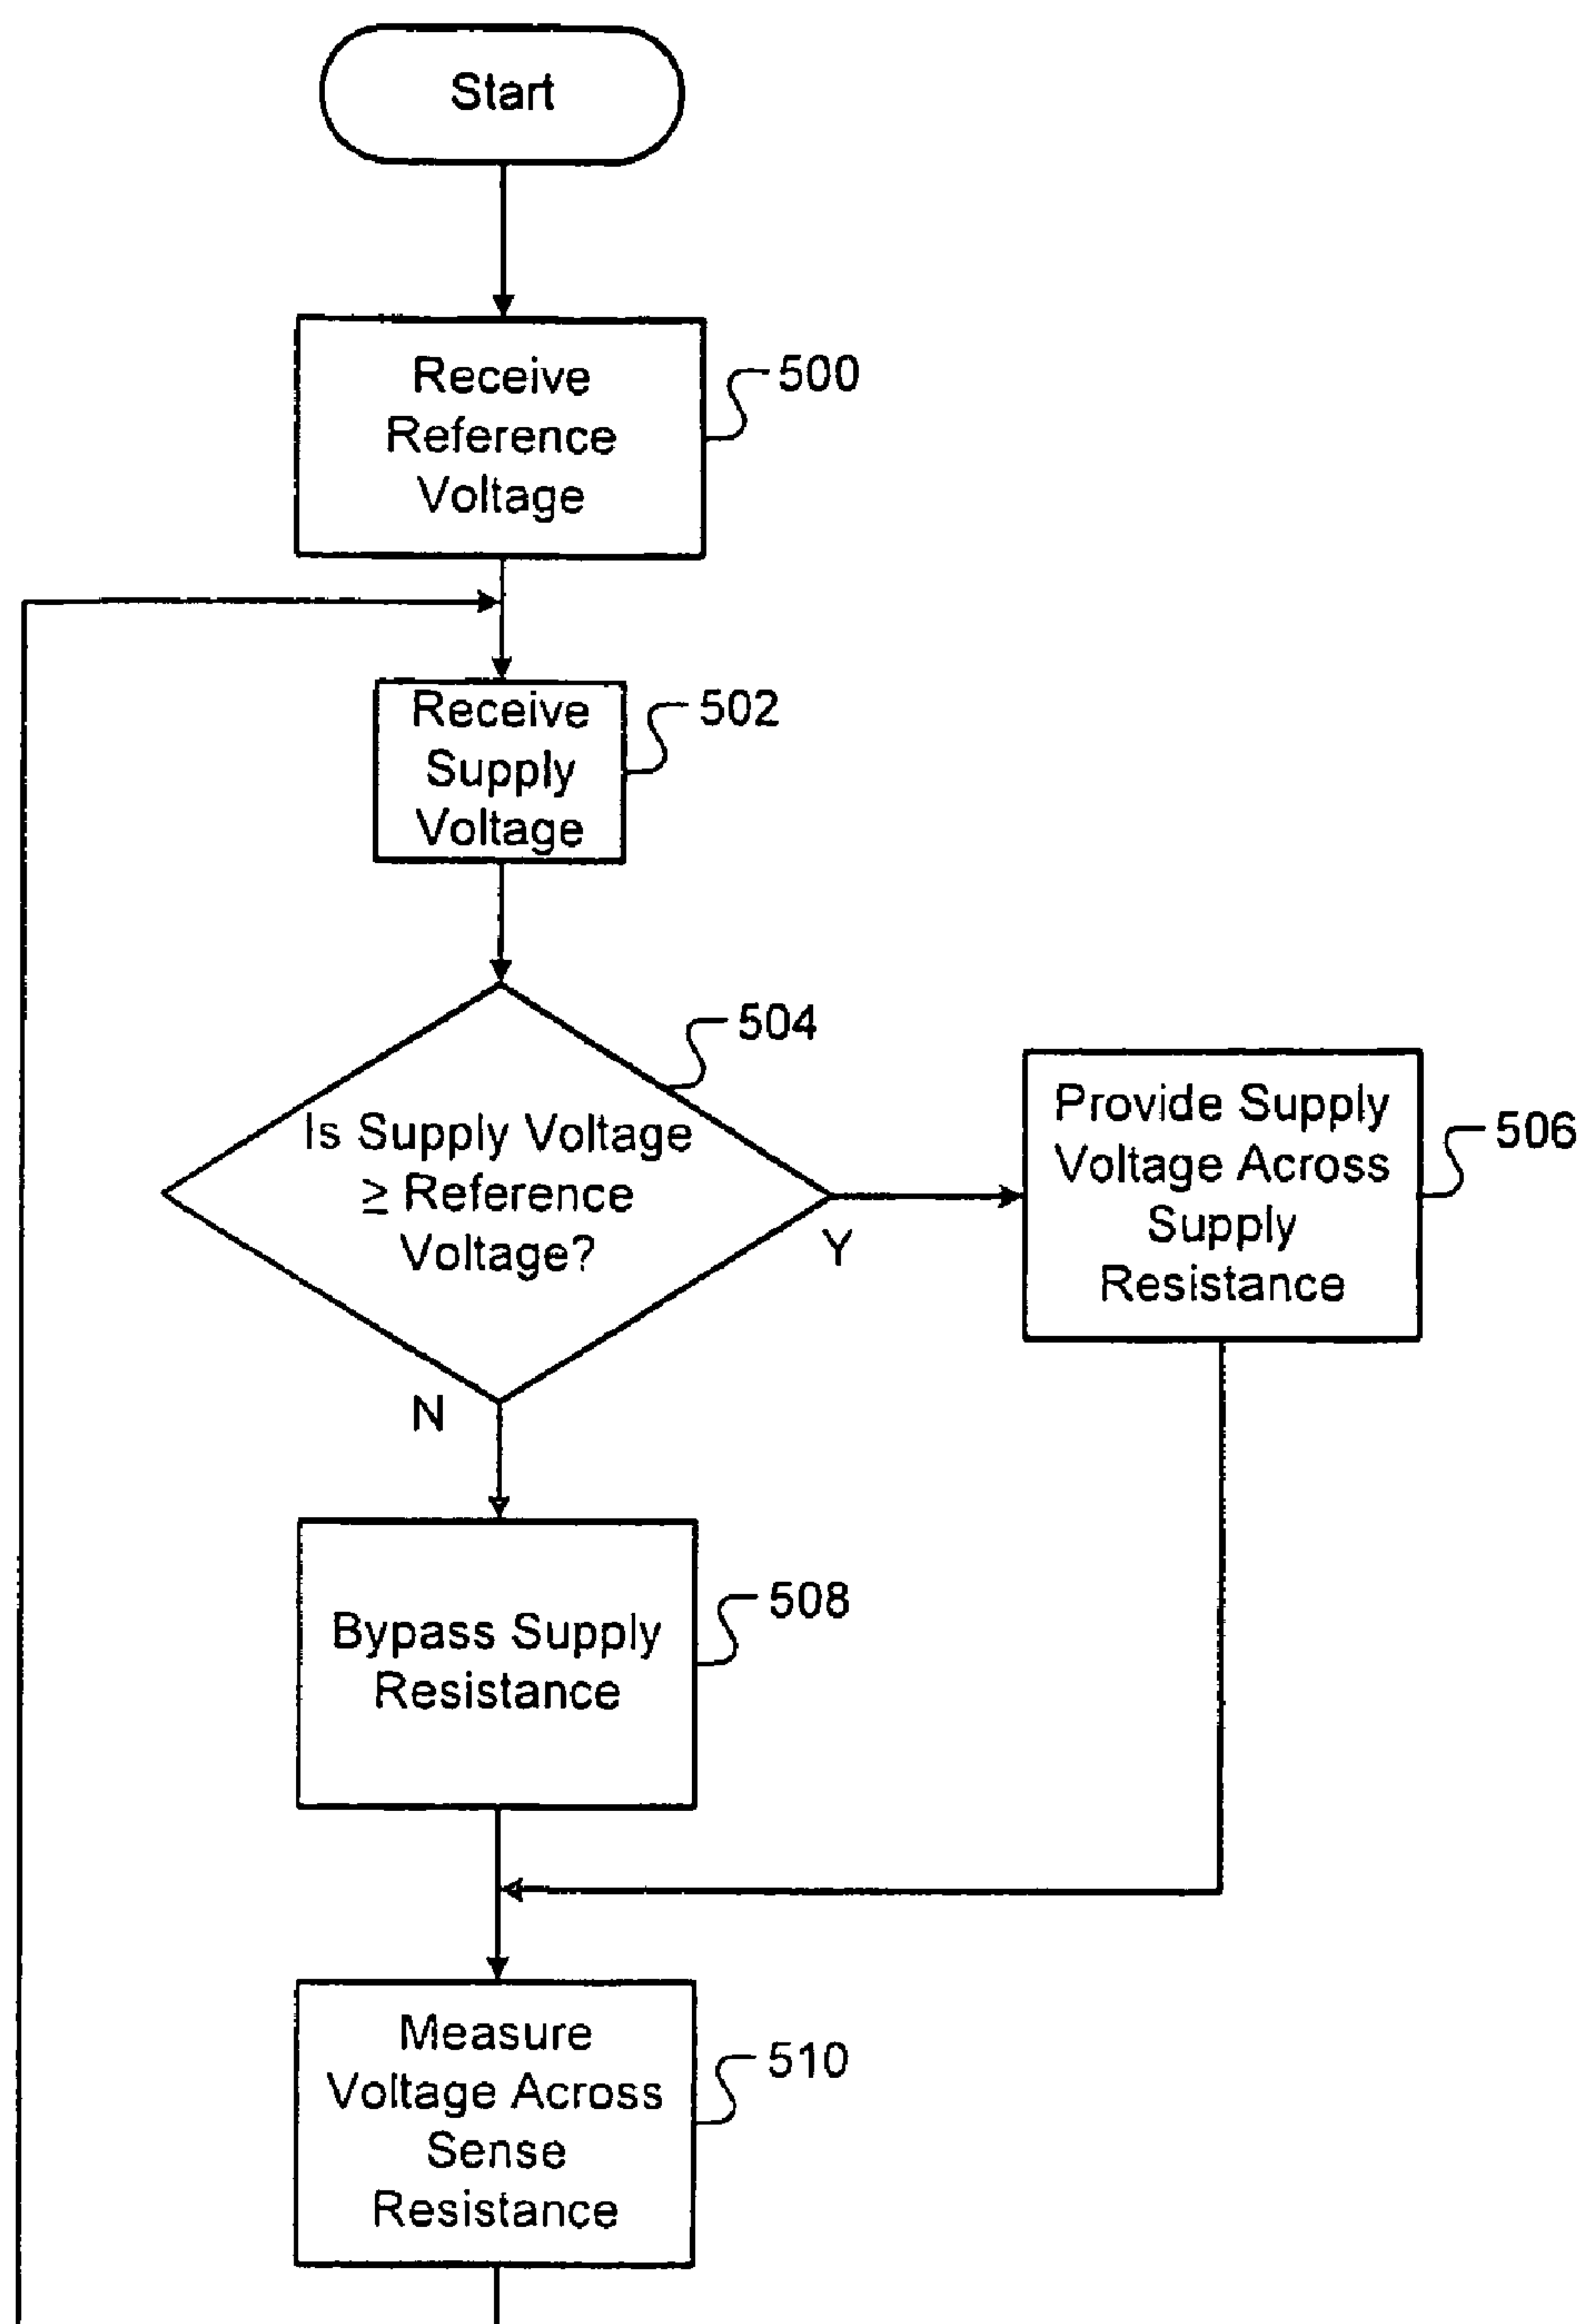 Start
Receive
Reference
Voltage
500
Receive
Supply
Voltage
502
504
Is Supply Voltage
≥ Reference
Voltage?
Y
N
Provide Supply
Voltage Across
Supply
Resistance
506
Bypass Supply
Resistance
508
Measure
Voltage Across
Sense
Resistance
510